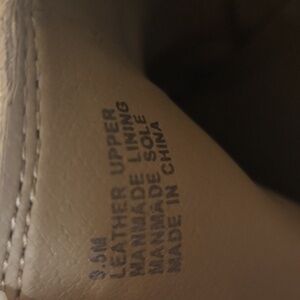 9.5M
LEATHER UPPER
MANMADE LINING
MANMADE SOLE
MADE IN CHINA